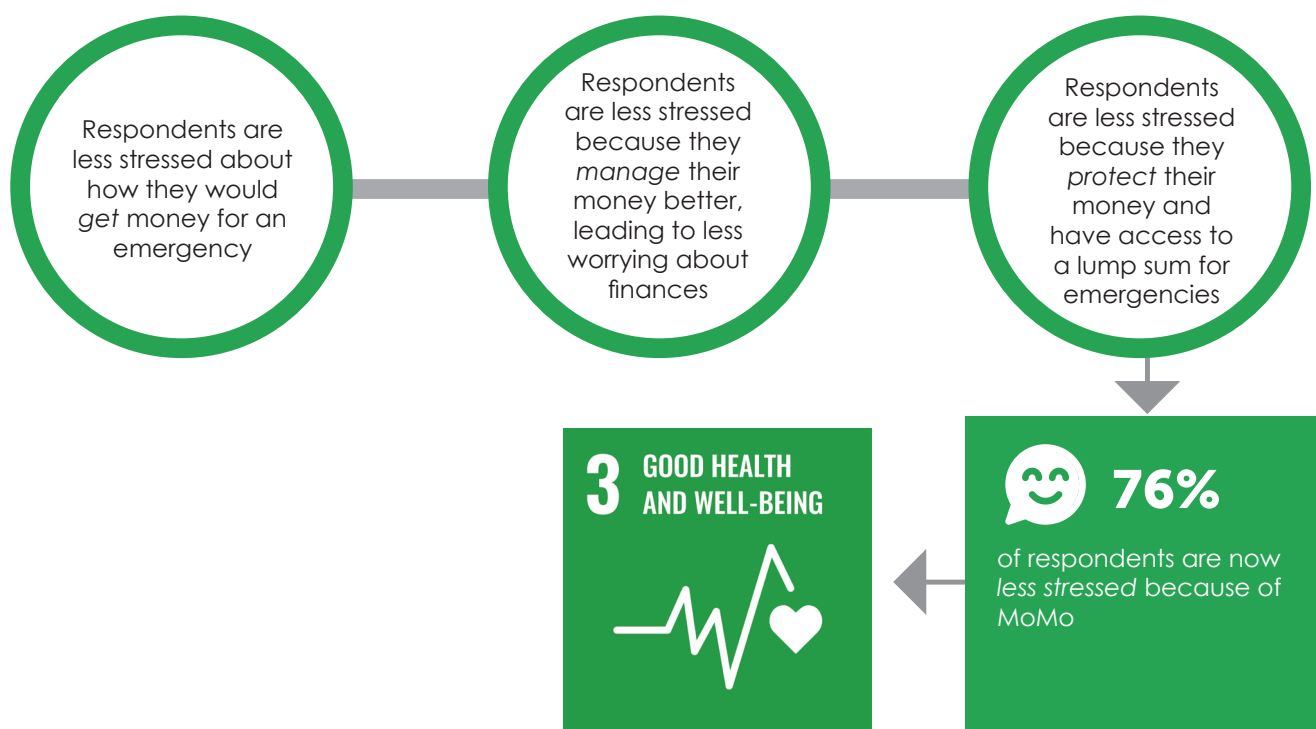 Respondents are
less stressed about
how they would
get money for an
emergency
Respondents
are less stressed
because they
manage their
money better,
leading to less
worrying about
finances
Respondents
are less stressed
because they
protect their
money and
have access to
a lump sum for
emergencies
3 GOOD HEALTH
AND WELL-BEING
76%
of respondents are now
less stressed because of
MoMo